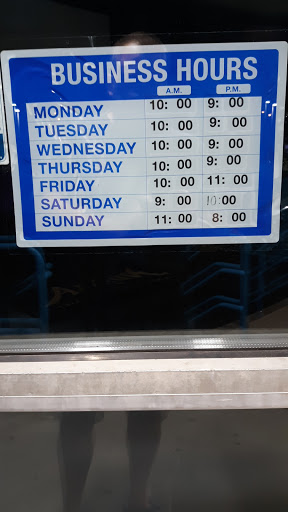 BUSINESS HOURS
A.M. P.M.
MONDAY 10: 00 9: 00
TUESDAY 10: 00 9: 00
WEDNESDAY 10: 00 9: 00
THURSDAY 10: 00 9: 00
FRIDAY 10: 00 11: 00
SATURDAY 9: 00 10:00
SUNDAY 11: 00 8: 00